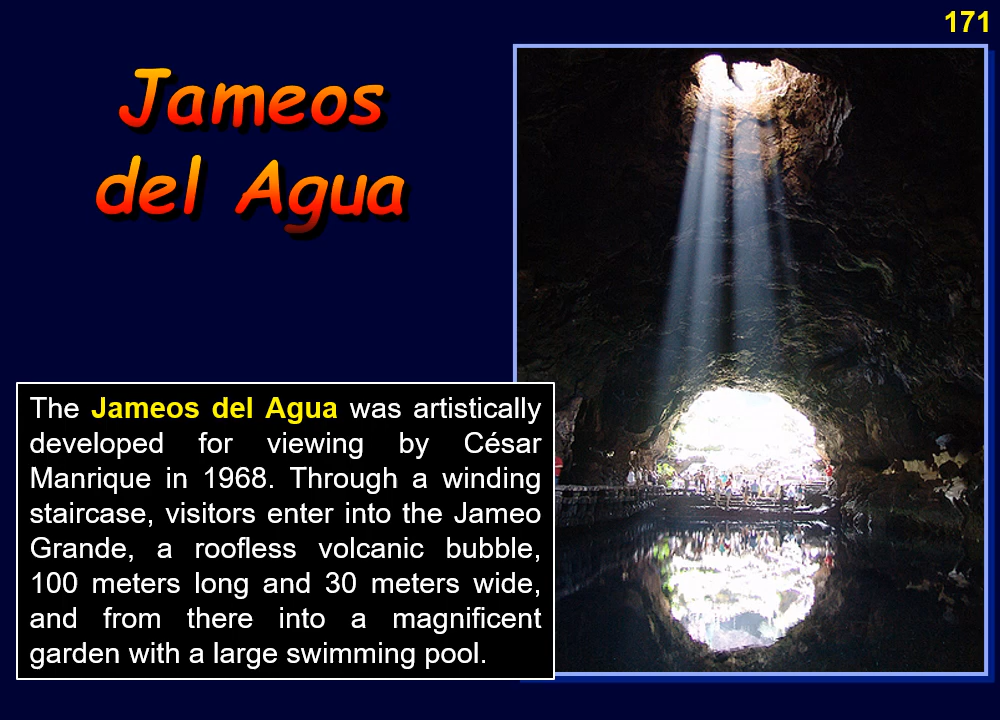 171
Jameos
del Agua
The Jameos del Agua was artistically
developed for viewing by César
Manrique in 1968. Through a winding
staircase, visitors enter into the Jameo
Grande, a roofless volcanic bubble,
100 meters long and 30 meters wide,
and from there into a magnificent
garden with a large swimming pool.